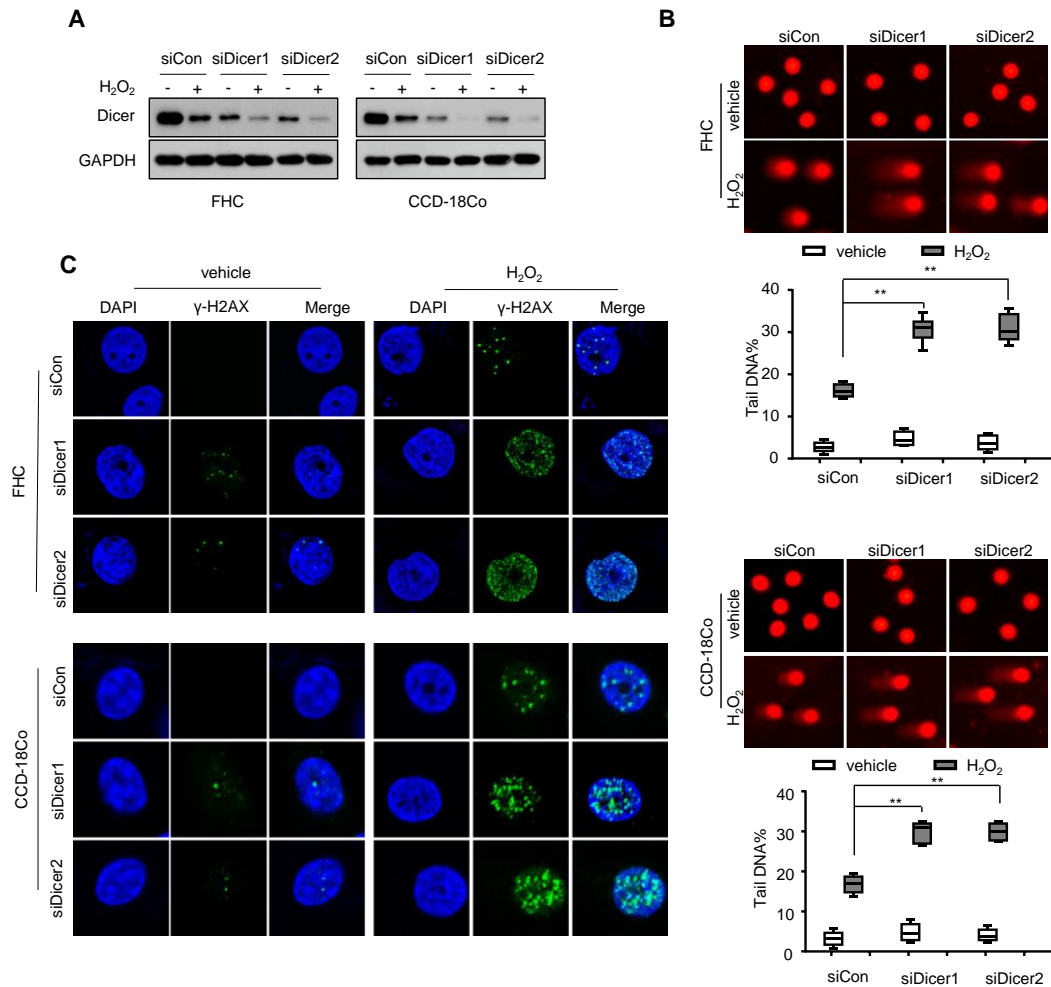 A
siCon siDicer1 siDicer2 siCon siDicer1 siDicer2
H₂O₂ - + - + - + - + - + - +
Dicer
GAPDH
FHC CCD-18Co
B
siCon siDicer1 siDicer2
FHC
vehicle
H₂O₂
vehicle H₂O₂
**
**
Tail DNA%
40
30
20
10
0
siCon siDicer1 siDicer2
siCon siDicer1 siDicer2
CCD-18Co
vehicle
H₂O₂
vehicle H₂O₂
**
**
Tail DNA%
40
30
20
10
0
siCon siDicer1 siDicer2
C
vehicle H₂O₂
DAPI γ-H2AX Merge DAPI γ-H2AX Merge
FHC
siCon
siDicer1
siDicer2
CCD-18Co
siCon
siDicer1
siDicer2